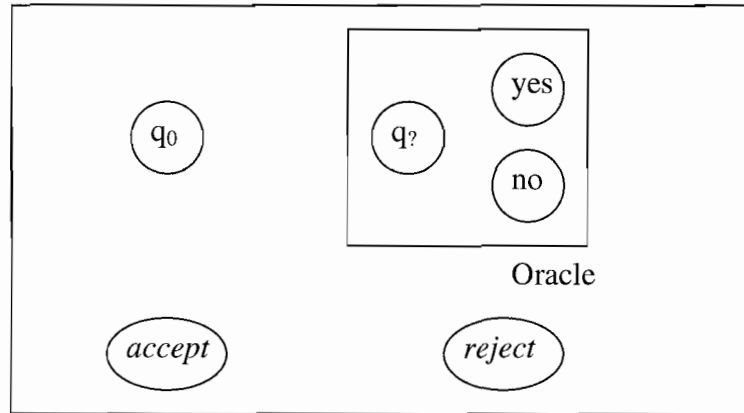 yes
q₀
q?
no
Oracle
accept
reject